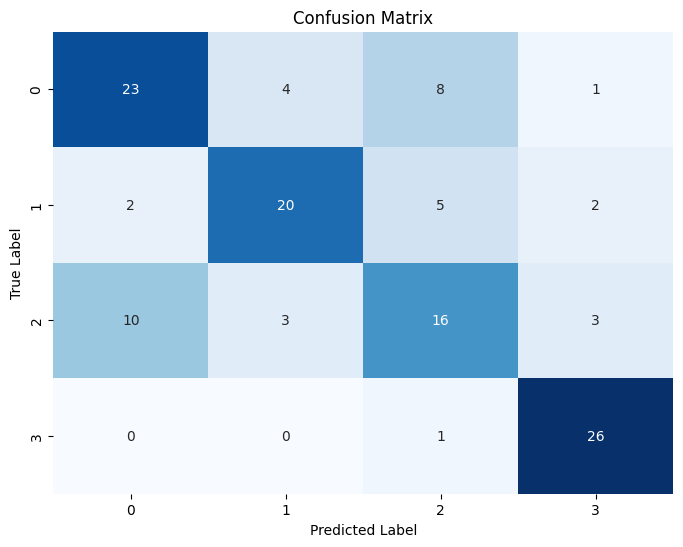 Confusion Matrix
True Label
0 23 4 8 1
1 2 20 5 2
2 10 3 16 3
3 0 0 1 26
0 1 2 3
Predicted Label